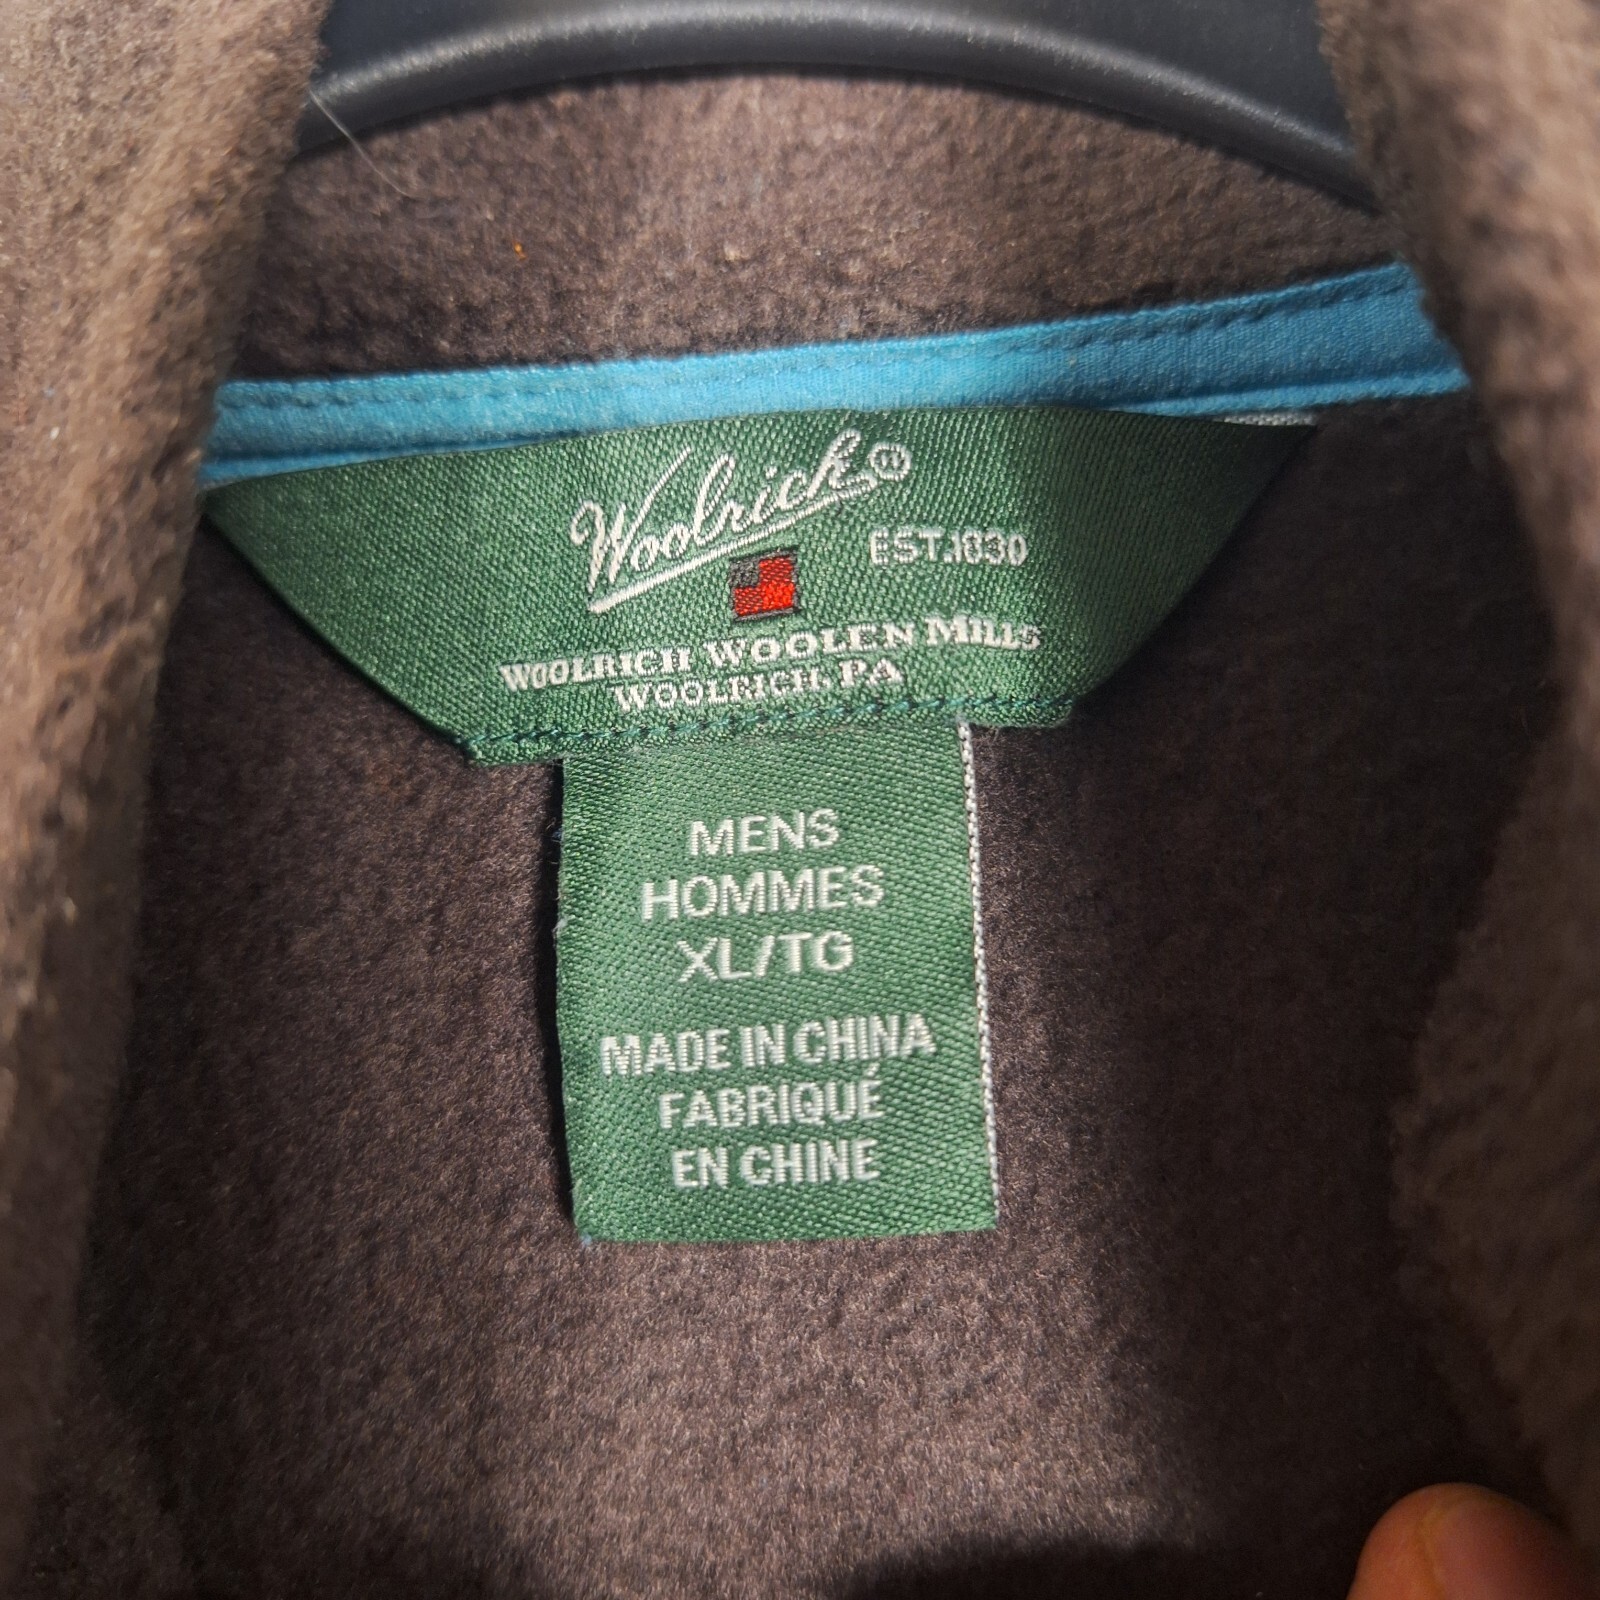 Woolrich®
EST.1830
WOOLRICH WOOLEN MILLS
WOOLRICH, PA
MENS
HOMMES
XL/TG
MADE IN CHINA
FABRIQUÉ
EN CHINE